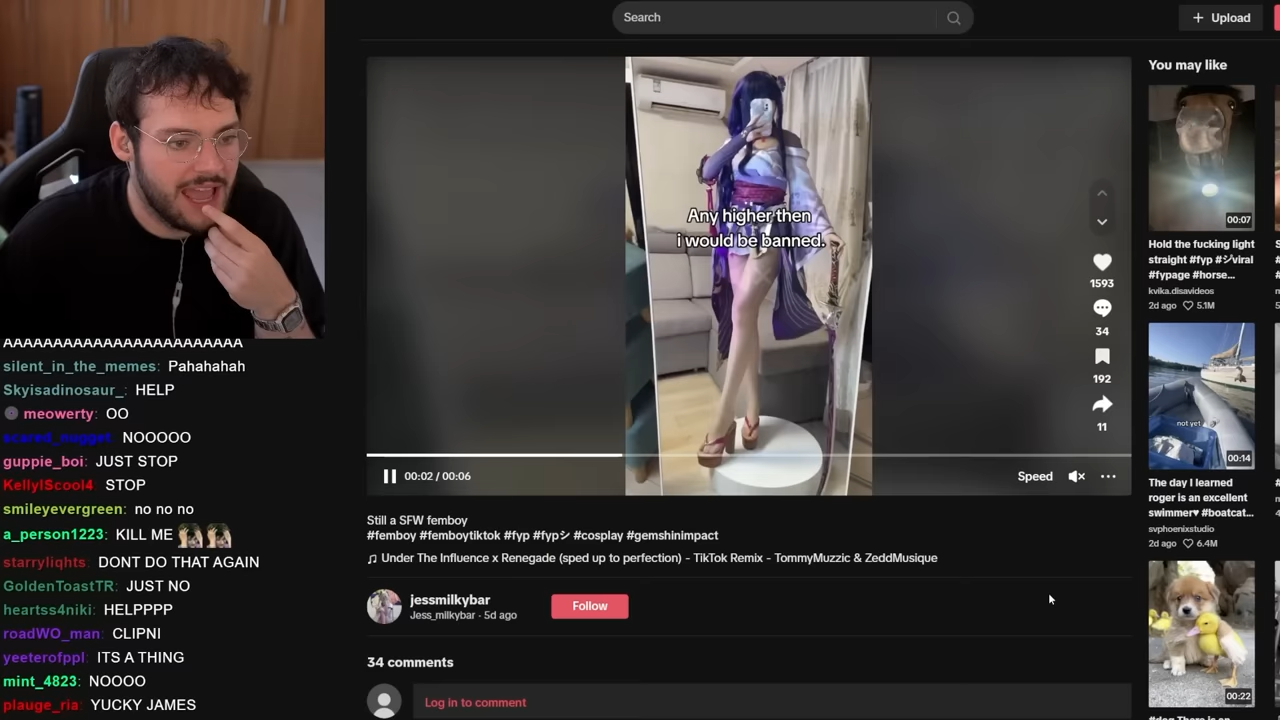 AAAAAAAAAAAAAAAAAAAAAAAA
silent_in_the_memes: Pahahahah
Skyisadinosaur_: HELP
meowerty: OO
scared_nugget: NOOOOO
guppie_boi: JUST STOP
KellyIScool4 STOP
smileyevergreen: no no no
a_person1223: KILL ME
starryliqhts: DONT DO THAT AGAIN
GoldenToastTR: JUST NO
heartss4niki: HELPPPP
roadWO_man: CLIPNI
yeeterofppl: ITS A THING
mint_4823: NOOOO
plauge_ria: YUCKY JAMES
Search
Upload
Any higher then
i would be banned.
1593
34
192
11
00:02 / 00:06
Speed
Still a SFW femboy
#femboy #femboytiktok #fyp #fypシ #cosplay #gemshinimpact
Under The Influence x Renegade (sped up to perfection) - TikTok Remix - TommyMuzzic & ZeddMusique
jessmilkybar
Jess_milkybar · 5d ago
Follow
34 comments
Log in to comment
You may like
00:07
Hold the fucking light
straight #fyp #ジviral
#fypage #horse...
kvika.disavideos
2d ago 5.1M
not yet
00:14
The day I learned
roger is an excellent
swimmer♥ #boatcat...
svphoenixstudio
2d ago 6.4M
00:22